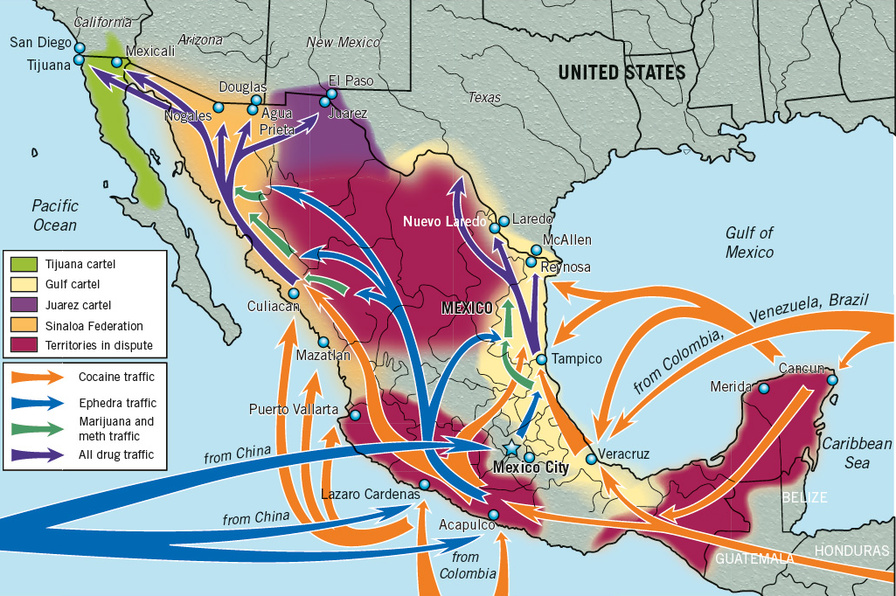 California
San Diego
Tijuana
Mexicali
Arizona
New Mexico
UNITED STATES
Douglas
El Paso
Nogales
Agua
Prieta
Juarez
Texas
Pacific
Ocean
Nuevo Laredo
Laredo
McAllen
Reynosa
Gulf of
Mexico
Tijuana cartel
Gulf cartel
Juarez cartel
Sinaloa Federation
Territories in dispute
Culiacan
MEXICO
Venezuela, Brazil
from Colombia,
Mazatlan
Tampico
Cancun
Merida
Cocaine traffic
Ephedra traffic
Marijuana and
meth traffic
All drug traffic
Puerto Vallarta
from China
Mexico City
Veracruz
Caribbean
Sea
Lazaro Cardenas
BELIZE
from China
Acapulco
from
Colombia
GUATEMALA
HONDURAS